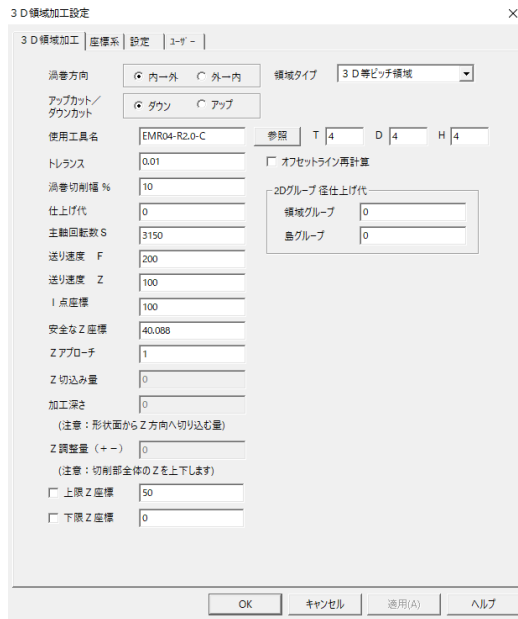 ３Ｄ領域加工設定
３Ｄ領域加工 座標系 設定 ﾕｰｻﾞｰ
渦巻方向 内ー外 外ー内 領域タイプ ３Ｄ等ピッチ領域
アップカット／
ダウンカット ダウン アップ
使用工具名 EMR04-R2.0-C 参照 T 4 D 4 H 4
トレランス 0.01 オフセットライン再計算
渦巻切削幅 % 10 2Dグループ 径仕上げ代
仕上げ代 0 領域グループ 0
主軸回転数Ｓ 3150 島グループ 0
送り速度　Ｆ 200
送り速度　Ｚ 100
Ｉ点座標 100
安全なＺ座標 40.088
Ｚアプローチ 1
Ｚ切込み量 0
加工深さ 0
(注意：形状面からＺ方向へ切り込む量)
Ｚ調整量（＋－） 0
(注意：切削部全体のＺを上下します)
上限Ｚ座標 50
下限Ｚ座標 0
OK キャンセル 適用(A) ヘルプ